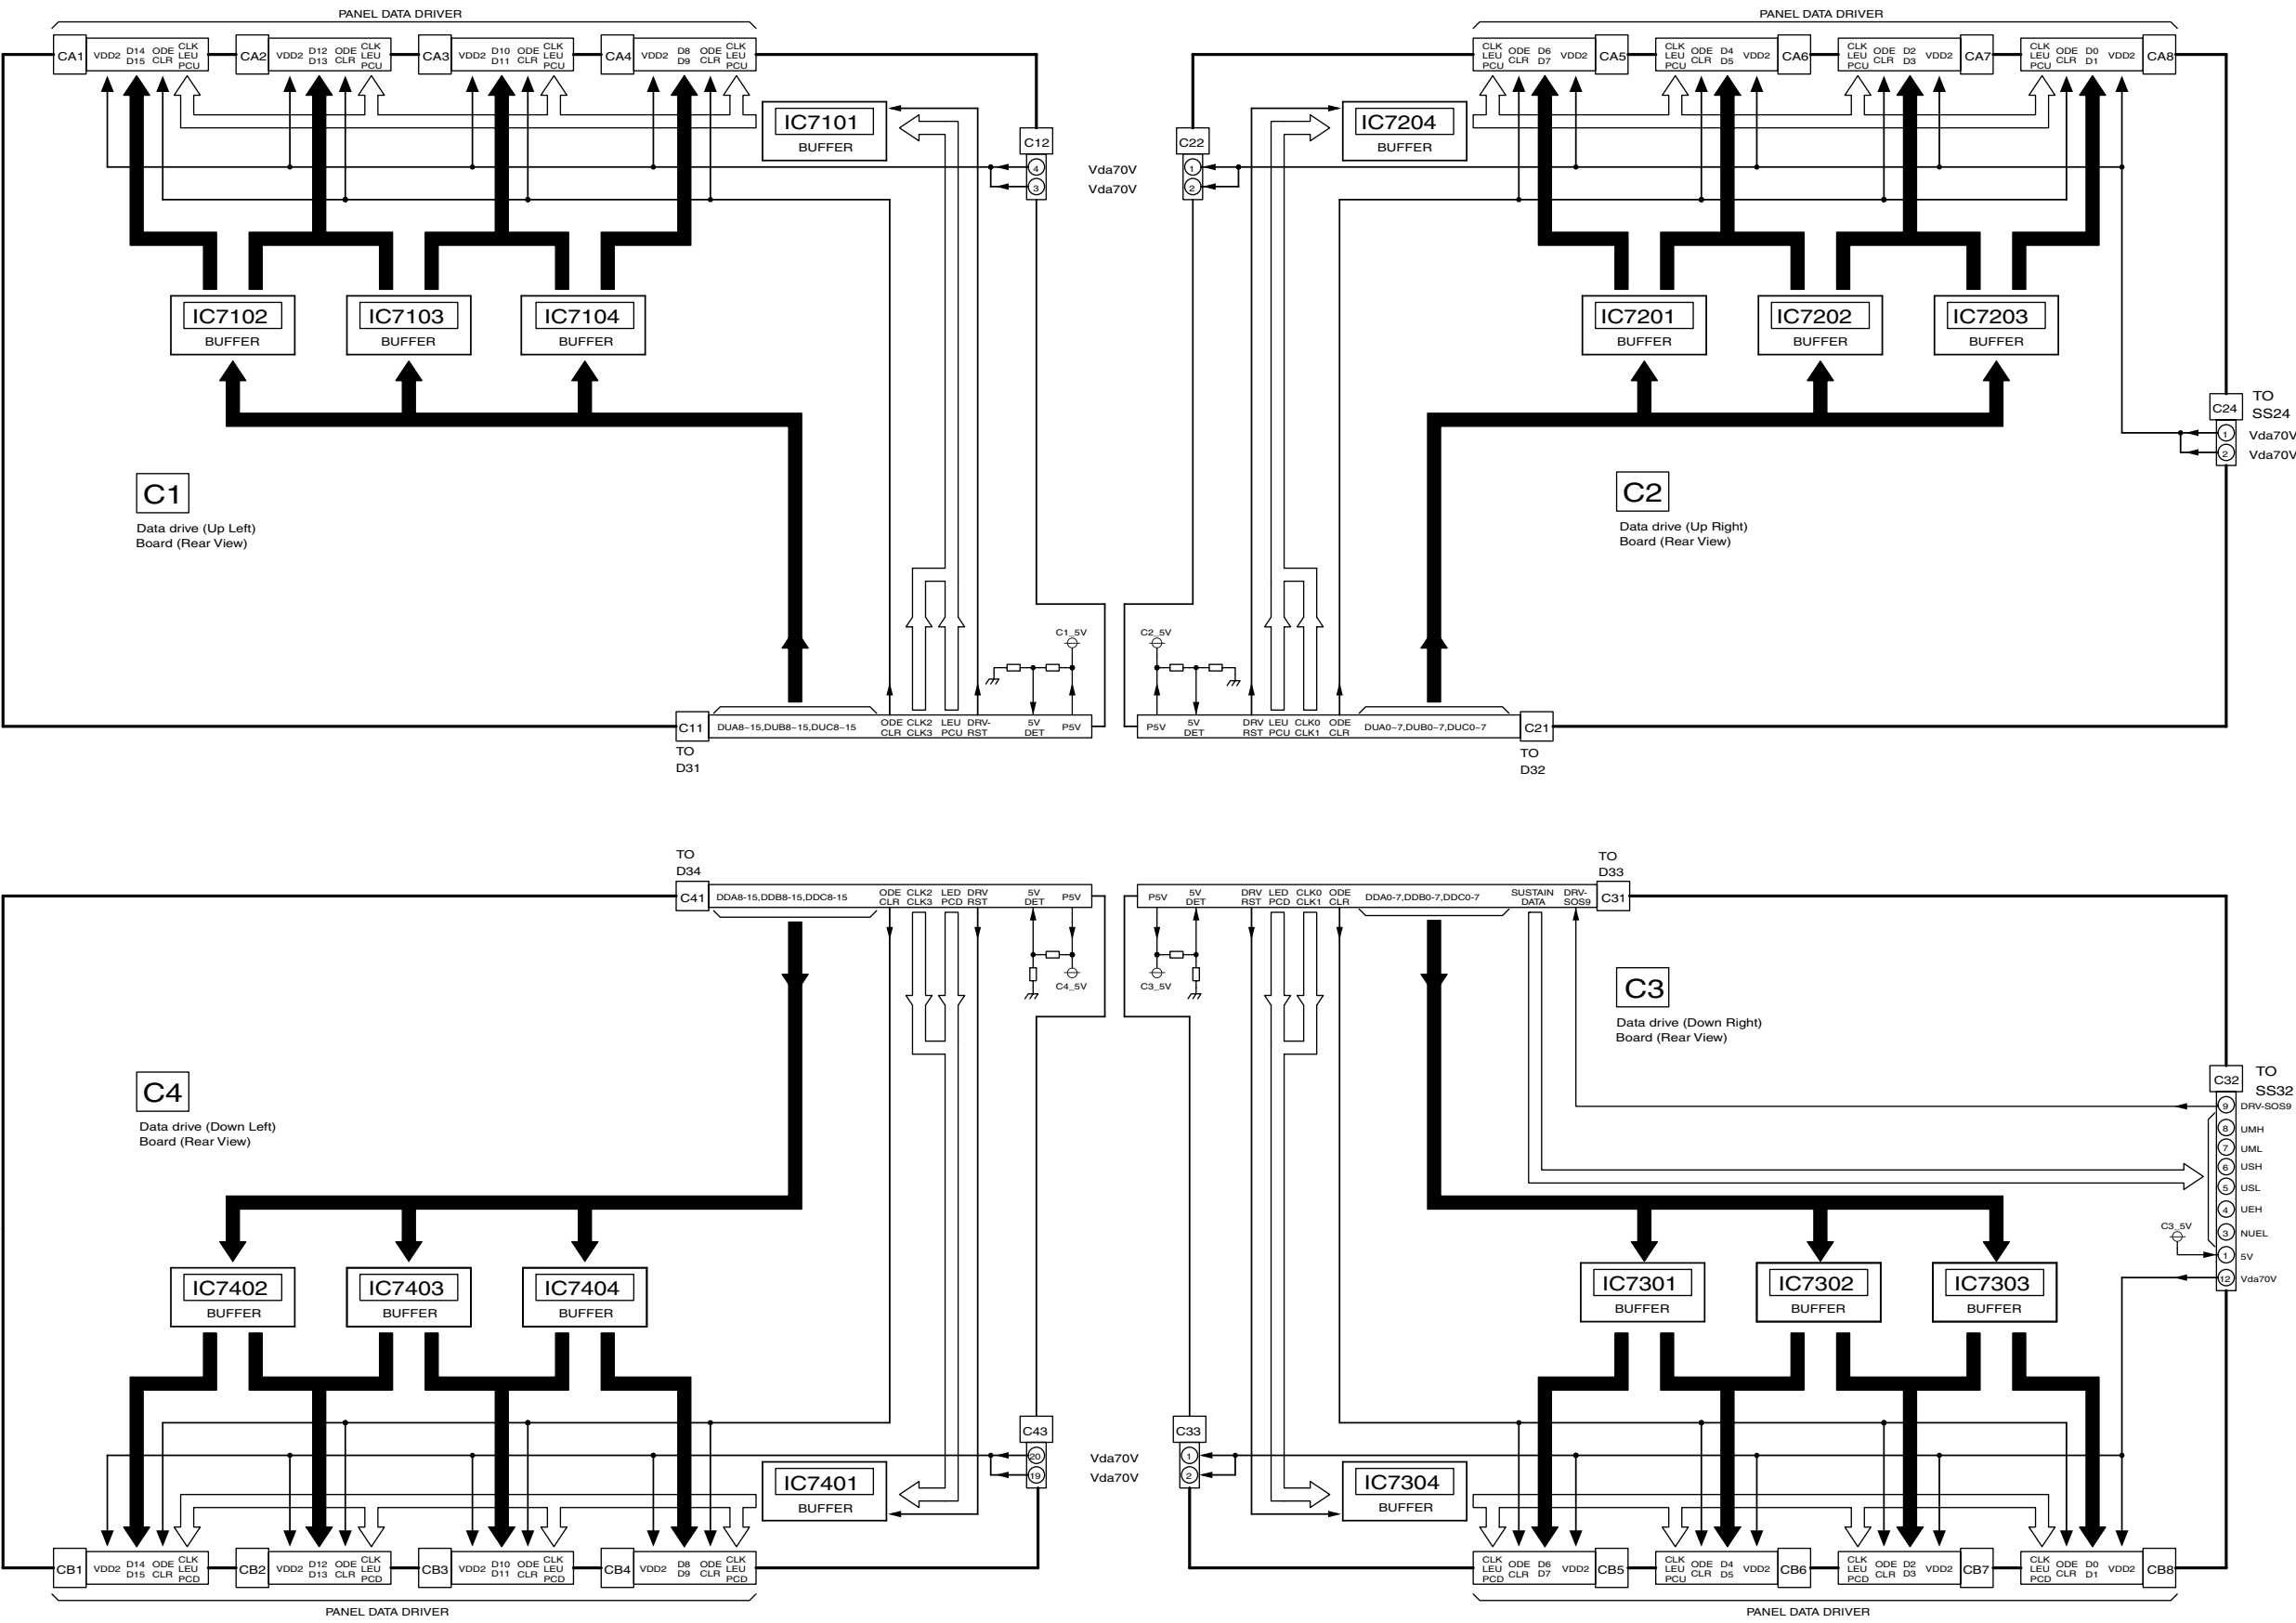 PANEL DATA DRIVER
PANEL DATA DRIVER
CA1 VDD2 D14 D15 ODE CLR CLK LEU PCU
CA2 VDD2 D12 D13 ODE CLR CLK LEU PCU
CA3 VDD2 D10 D11 ODE CLR CLK LEU PCU
CA4 VDD2 D8 D9 ODE CLR CLK LEU PCU
CLK LEU PCU ODE CLR D6 D7 VDD2 CA5
CLK LEU PCU ODE CLR D4 D5 VDD2 CA6
CLK LEU PCU ODE CLR D2 D3 VDD2 CA7
CLK LEU PCU ODE CLR D0 D1 VDD2 CA8
IC7101
BUFFER
C12
4
3
Vda70V
Vda70V
C22
1
2
IC7204
BUFFER
IC7102
BUFFER
IC7103
BUFFER
IC7104
BUFFER
IC7201
BUFFER
IC7202
BUFFER
IC7203
BUFFER
C24
TO
SS24
1
Vda70V
2
Vda70V
C1
Data drive (Up Left)
Board (Rear View)
C2
Data drive (Up Right)
Board (Rear View)
C1_5V
C2_5V
C11 DUA8~15,DUB8~15,DUC8~15 ODE CLR CLK2 CLK3 LEU PCU DRV- RST 5V DET P5V
TO
D31
P5V 5V DET DRV RST LEU PCU CLK0 CLK1 ODE CLR DUA0~7,DUB0~7,DUC0~7 C21
TO
D32
TO
D34
C41 DDA8-15,DDB8-15,DDC8-15 ODE CLR CLK2 CLK3 LED PCD DRV RST 5V DET P5V
TO
D33
P5V 5V DET DRV RST LED PCD CLK0 CLK1 ODE CLR DDA0-7,DDB0-7,DDC0-7 SUSTAIN DATA DRV- SOS9 C31
C4_5V
C3_5V
C3
Data drive (Down Right)
Board (Rear View)
C4
Data drive (Down Left)
Board (Rear View)
C32
TO
SS32
9 DRV-SOS9
8 UMH
7 UML
6 USH
5 USL
4 UEH
3 NUEL
C3_5V
1 5V
12 Vda70V
IC7402
BUFFER
IC7403
BUFFER
IC7404
BUFFER
IC7301
BUFFER
IC7302
BUFFER
IC7303
BUFFER
C43
20
19
Vda70V
Vda70V
C33
1
2
IC7401
BUFFER
IC7304
BUFFER
CB1 VDD2 D14 D15 ODE CLR CLK LEU PCD
CB2 VDD2 D12 D13 ODE CLR CLK LEU PCD
CB3 VDD2 D10 D11 ODE CLR CLK LEU PCD
CB4 VDD2 D8 D9 ODE CLR CLK LEU PCD
CLK LEU PCD ODE CLR D6 D7 VDD2 CB5
CLK LEU PCU ODE CLR D4 D5 VDD2 CB6
CLK LEU PCD ODE CLR D2 D3 VDD2 CB7
CLK LEU PCD ODE CLR D0 D1 VDD2 CB8
PANEL DATA DRIVER
PANEL DATA DRIVER